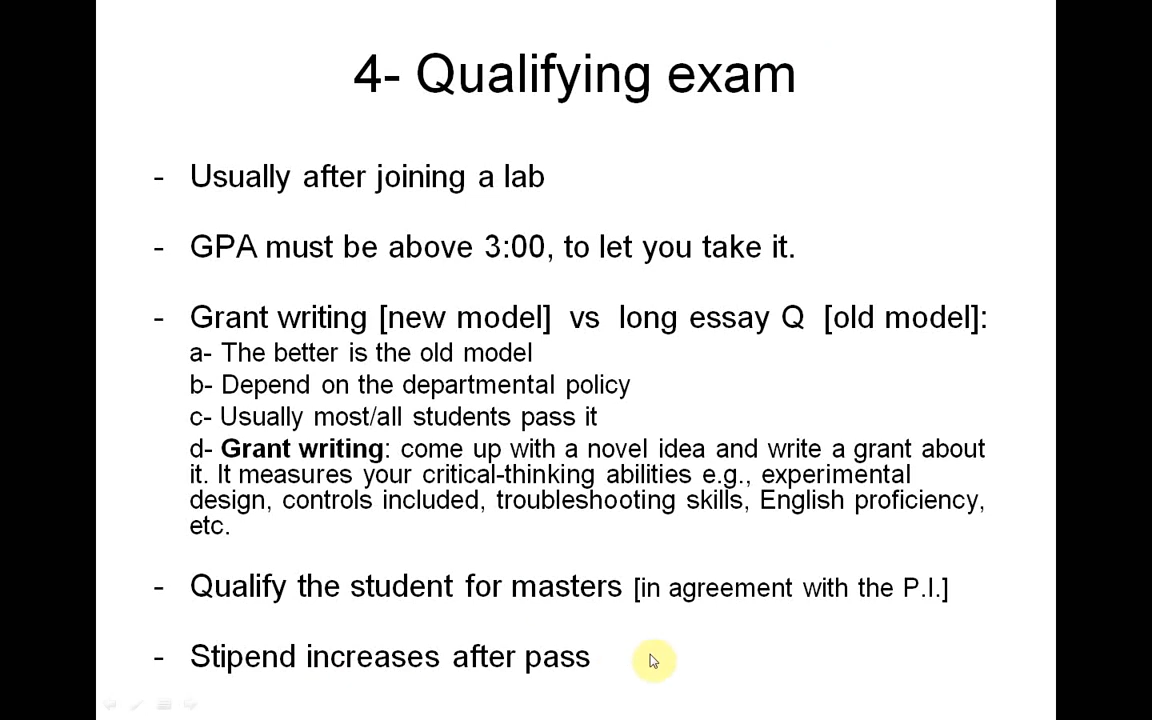 4- Qualifying exam
- Usually after joining a lab
- GPA must be above 3:00, to let you take it.
- Grant writing [new model] vs long essay Q [old model]:
a- The better is the old model
b- Depend on the departmental policy
c- Usually most/all students pass it
d- Grant writing: come up with a novel idea and write a grant about
it. It measures your critical-thinking abilities e.g., experimental
design, controls included, troubleshooting skills, English proficiency,
etc.
- Qualify the student for masters [in agreement with the P.I.]
- Stipend increases after pass